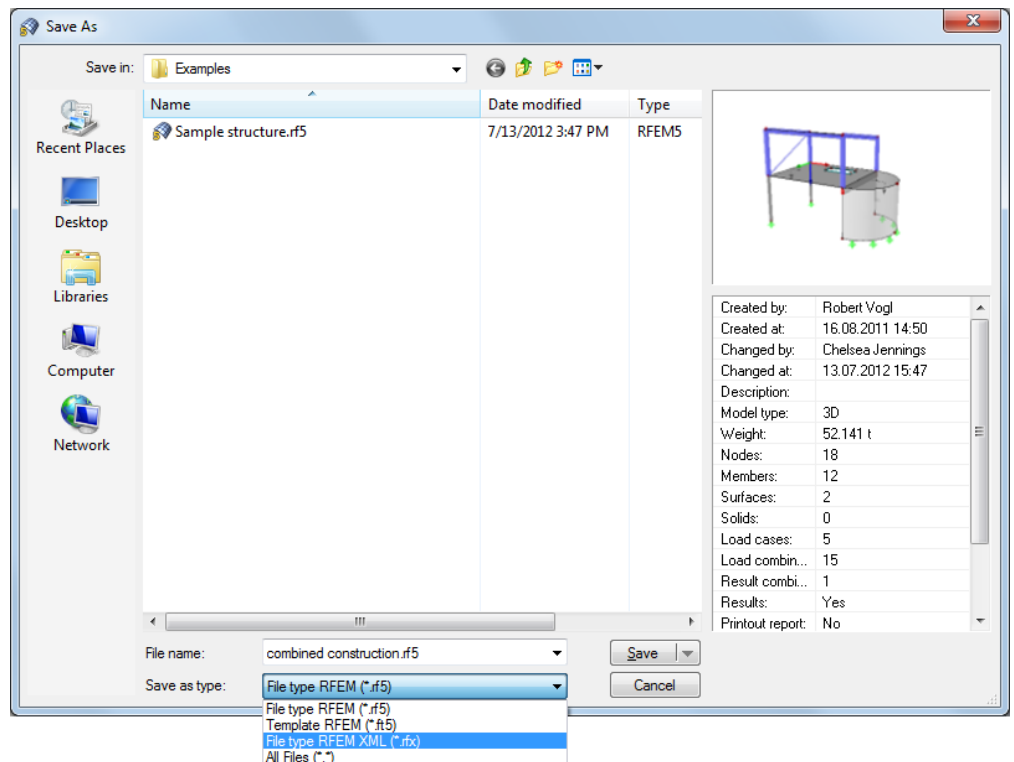 Save As
Save in: Examples
Name Date modified Type
Sample structure.rf5 7/13/2012 3:47 PM RFEM5
Recent Places
Desktop
Libraries
Computer
Network
Created by: Robert Vogl
Created at: 16.08.2011 14:50
Changed by: Chelsea Jennings
Changed at: 13.07.2012 15:47
Description:
Model type: 3D
Weight: 52.141 t
Nodes: 18
Members: 12
Surfaces: 2
Solids: 0
Load cases: 5
Load combin... 15
Result combi... 1
Results: Yes
Printout report: No
File name: combined construction.rf5 Save
Save as type: File type RFEM (*.rf5) Cancel
File type RFEM (*.rf5)
Template RFEM (*.ft5)
File type RFEM XML (*.rfx)
All Files (*.*)